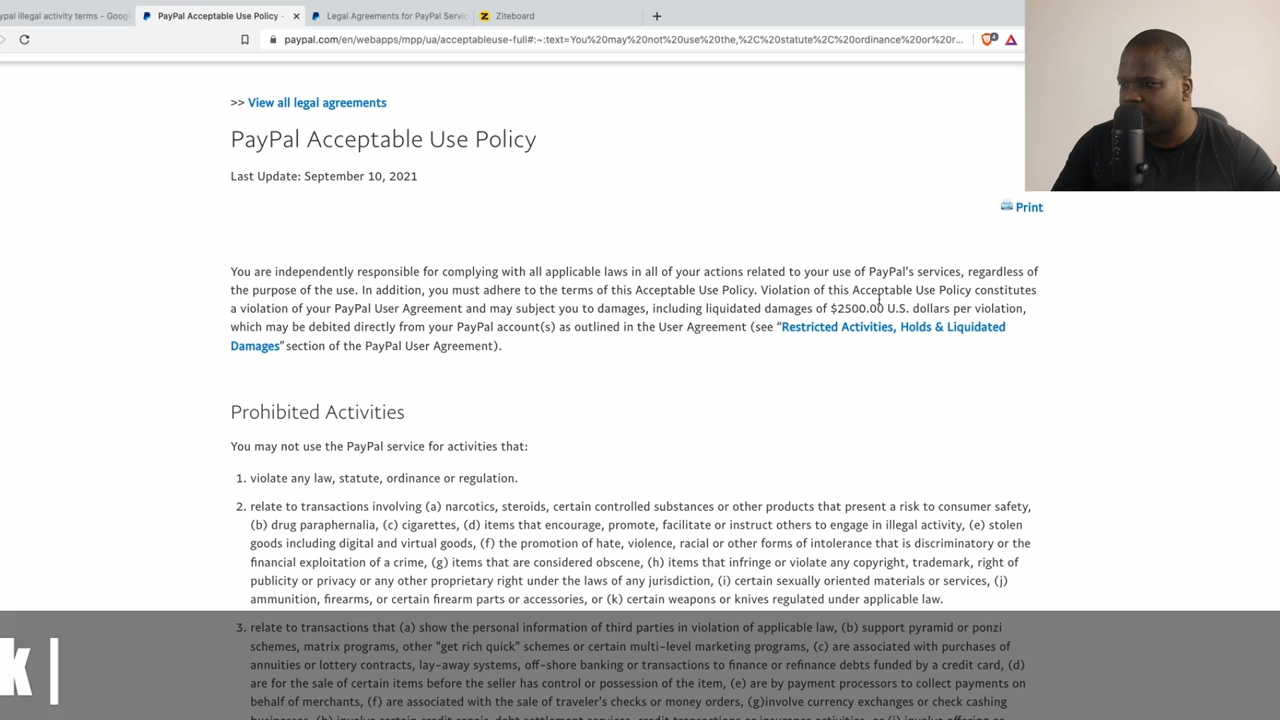 ypal illegal activity terms - Goog
PayPal Acceptable Use Policy -
Legal Agreements for PayPal Servic
Ziteboard
paypal.com/en/webapps/mpp/ua/acceptableuse-full#:~:text=You%20may%20not%20use%20the,%2C%20statute%2C%20ordinance%20or%20r...
>> View all legal agreements
PayPal Acceptable Use Policy
Last Update: September 10, 2021
Print
You are independently responsible for complying with all applicable laws in all of your actions related to your use of PayPal's services, regardless of
the purpose of the use. In addition, you must adhere to the terms of this Acceptable Use Policy. Violation of this Acceptable Use Policy constitutes
a violation of your PayPal User Agreement and may subject you to damages, including liquidated damages of $2500.00 U.S. dollars per violation,
which may be debited directly from your PayPal account(s) as outlined in the User Agreement (see “Restricted Activities, Holds & Liquidated
Damages” section of the PayPal User Agreement).
Prohibited Activities
You may not use the PayPal service for activities that:
1. violate any law, statute, ordinance or regulation.
2. relate to transactions involving (a) narcotics, steroids, certain controlled substances or other products that present a risk to consumer safety,
(b) drug paraphernalia, (c) cigarettes, (d) items that encourage, promote, facilitate or instruct others to engage in illegal activity, (e) stolen
goods including digital and virtual goods, (f) the promotion of hate, violence, racial or other forms of intolerance that is discriminatory or the
financial exploitation of a crime, (g) items that are considered obscene, (h) items that infringe or violate any copyright, trademark, right of
publicity or privacy or any other proprietary right under the laws of any jurisdiction, (i) certain sexually oriented materials or services, (j)
ammunition, firearms, or certain firearm parts or accessories, or (k) certain weapons or knives regulated under applicable law.
3. relate to transactions that (a) show the personal information of third parties in violation of applicable law, (b) support pyramid or ponzi
schemes, matrix programs, other "get rich quick" schemes or certain multi-level marketing programs, (c) are associated with purchases of
annuities or lottery contracts, lay-away systems, off-shore banking or transactions to finance or refinance debts funded by a credit card, (d)
are for the sale of certain items before the seller has control or possession of the item, (e) are by payment processors to collect payments on
behalf of merchants, (f) are associated with the sale of traveler's checks or money orders, (g)involve currency exchanges or check cashing
k |